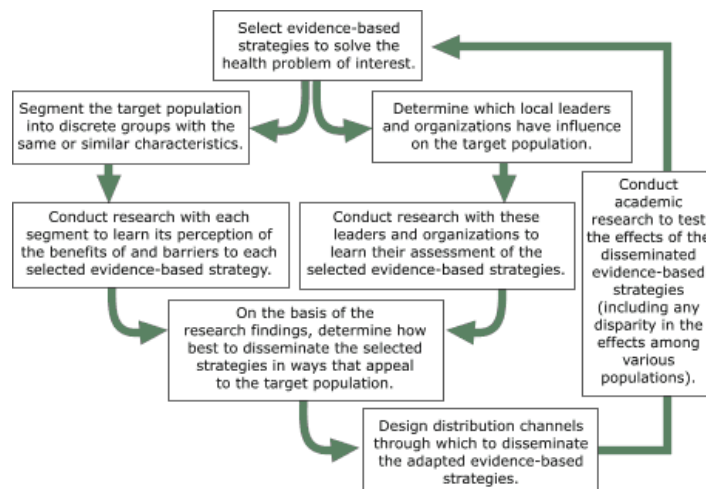 Select evidence-based
strategies to solve the
health problem of interest.
Segment the target population
into discrete groups with the
same or similar characteristics.
Determine which local leaders
and organizations have influence
on the target population.
Conduct research with each
segment to learn its perception of
the benefits of and barriers to each
selected evidence-based strategy.
Conduct research with these
leaders and organizations to
learn their assessment of the
selected evidence-based strategies.
Conduct
academic
research to test
the effects of the
disseminated
evidence-based
strategies
(including any
disparity in the
effects among
various
populations).
On the basis of the
research findings, determine how
best to disseminate the selected
strategies in ways that appeal
to the target population.
Design distribution channels
through which to disseminate
the adapted evidence-based
strategies.